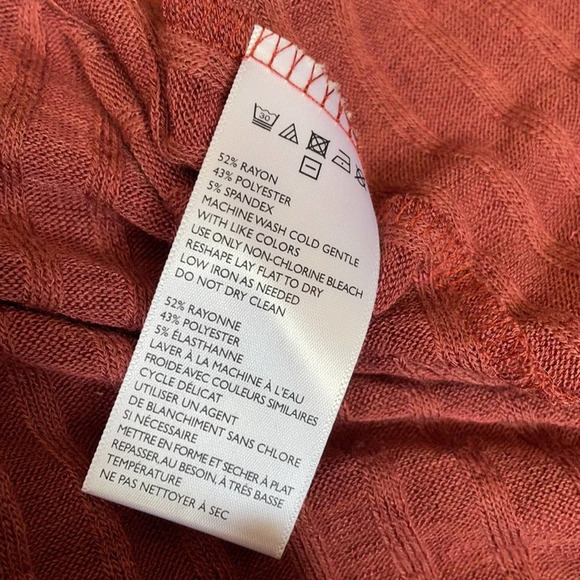 30
52% RAYON
43% POLYESTER
5% SPANDEX
MACHINE WASH COLD GENTLE
WITH LIKE COLORS
USE ONLY NON-CHLORINE BLEACH
RESHAPE LAY FLAT TO DRY
LOW IRON AS NEEDED
DO NOT DRY CLEAN
52% RAYONNE
43% POLYESTER
5% ÉLASTHANNE
LAVER À LA MACHINE À L'EAU
FROIDE AVEC COULEURS SIMILAIRES
CYCLE DÉLICAT
UTILISER UN AGENT
DE BLANCHIMENT SANS CHLORE
SI NÉCESSAIRE
METTRE EN FORME ET SECHER À PLAT
REPASSER, AU BESOIN, À TRÈS BASSE
TEMPÉRATURE
NE PAS NETTOYER À SEC